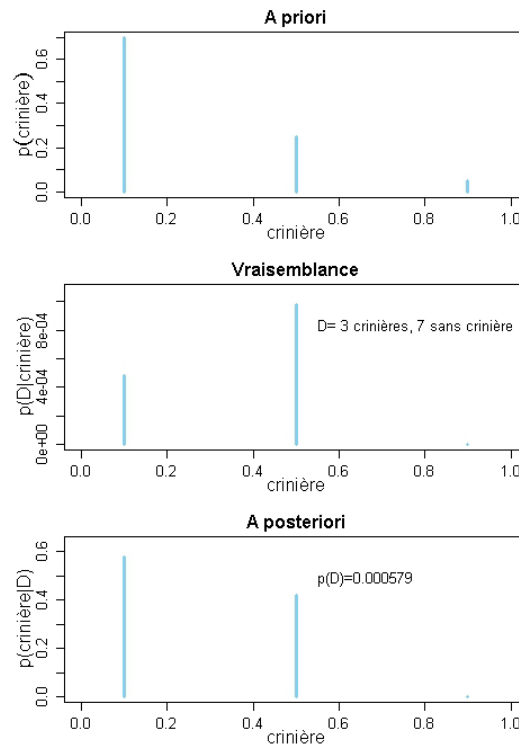 A priori
p(crinière)
0.0 0.2 0.4 0.6
0.0 0.2 0.4 0.6 0.8 1.0
crinière
Vraisemblance
p(D|crinière)
0e+00 4e-04 8e-04
D= 3 crinières, 7 sans crinière
0.0 0.2 0.4 0.6 0.8 1.0
crinière
A posteriori
p(crinière|D)
0.0 0.2 0.4 0.6
p(D)=0.000579
0.0 0.2 0.4 0.6 0.8 1.0
crinière